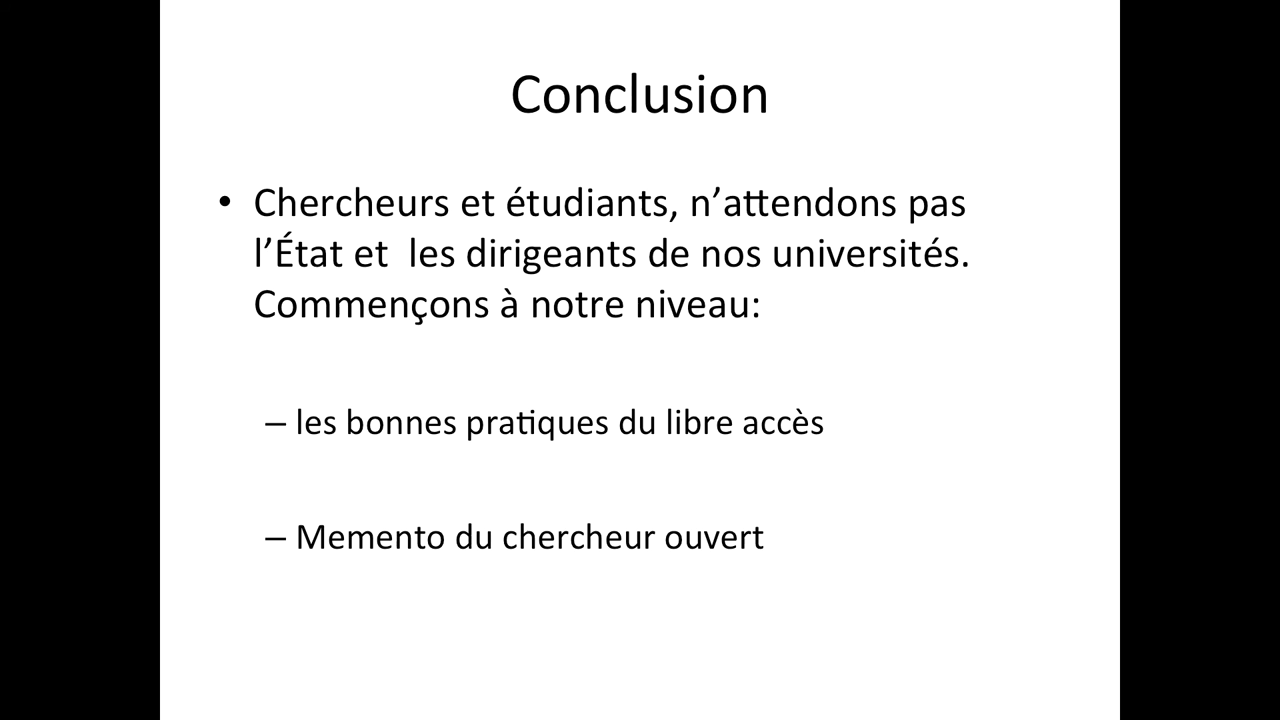 Conclusion
• Chercheurs et étudiants, n’attendons pas
l’État et  les dirigeants de nos universités.
Commençons à notre niveau:
– les bonnes pratiques du libre accès
– Memento du chercheur ouvert